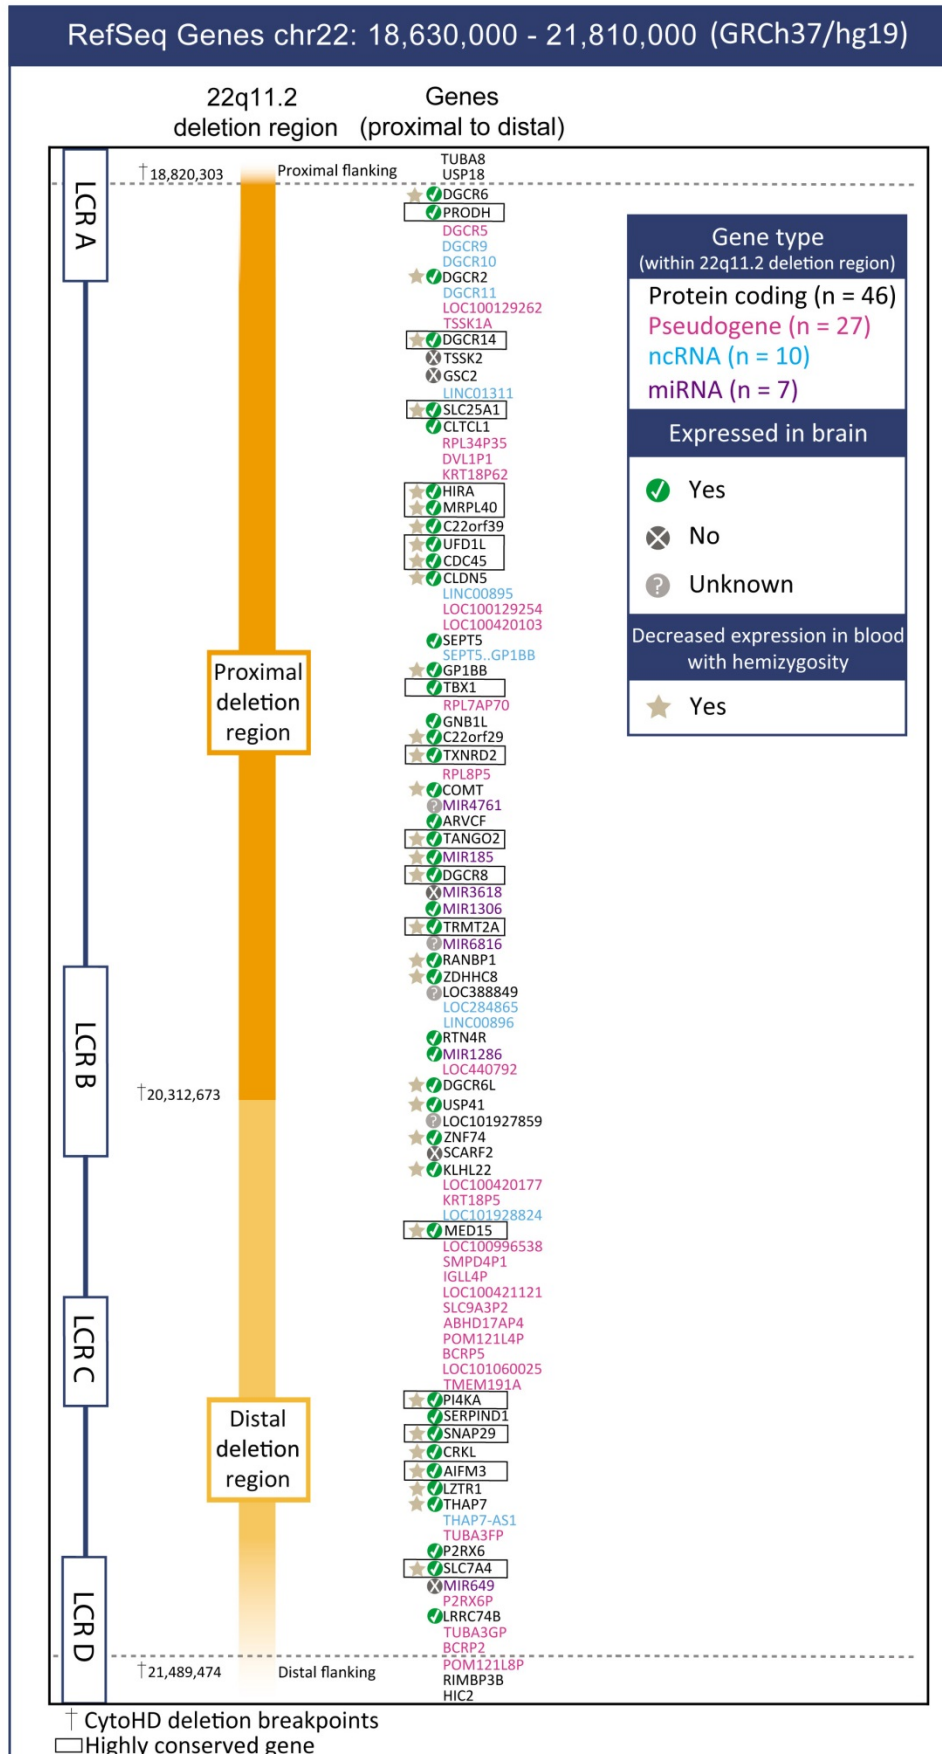 RefSeq Genes chr22: 18,630,000 - 21,810,000 (GRCh37/hg19)
22q11.2
deletion region
Genes
(proximal to distal)
LCR A
LCR B
LCR C
LCR D
†18,820,303
Proximal flanking
Proximal
deletion
region
†20,312,673
Distal
deletion
region
†21,489,474
Distal flanking
TUBA8
USP18
DGCR6
PRODH
DGCR5
DGCR9
DGCR10
DGCR2
DGCR11
LOC100129262
TSSK1A
DGCR14
TSSK2
GSC2
LINC01311
SLC25A1
CLTCL1
RPL34P35
DVL1P1
KRT18P62
HIRA
MRPL40
C22orf39
UFD1L
CDC45
CLDN5
LINC00895
LOC100129254
LOC100420103
SEPT5
SEPT5..GP1BB
GP1BB
TBX1
RPL7AP70
GNB1L
C22orf29
TXNRD2
RPL8P5
COMT
?MIR4761
ARVCF
TANGO2
MIR185
DGCR8
MIR3618
MIR1306
TRMT2A
?MIR6816
RANBP1
ZDHHC8
?LOC388849
LOC284865
LINC00896
RTN4R
MIR1286
LOC440792
DGCR6L
USP41
?LOC101927859
ZNF74
SCARF2
KLHL22
LOC100420177
KRT18P5
LOC101928824
MED15
LOC100996538
SMPD4P1
IGLL4P
LOC100421121
SLC9A3P2
ABHD17AP4
POM121L4P
BCRP5
LOC101060025
TMEM191A
PI4KA
SERPIND1
SNAP29
CRKL
AIFM3
LZTR1
THAP7
THAP7-AS1
TUBA3FP
P2RX6
SLC7A4
MIR649
P2RX6P
LRRC74B
TUBA3GP
BCRP2
POM121L8P
RIMBP3B
HIC2
Gene type
(within 22q11.2 deletion region)
Protein coding (n = 46)
Pseudogene (n = 27)
ncRNA (n = 10)
miRNA (n = 7)
Expressed in brain
Yes
No
? Unknown
Decreased expression in blood
with hemizygosity
Yes
† CytoHD deletion breakpoints
Highly conserved gene